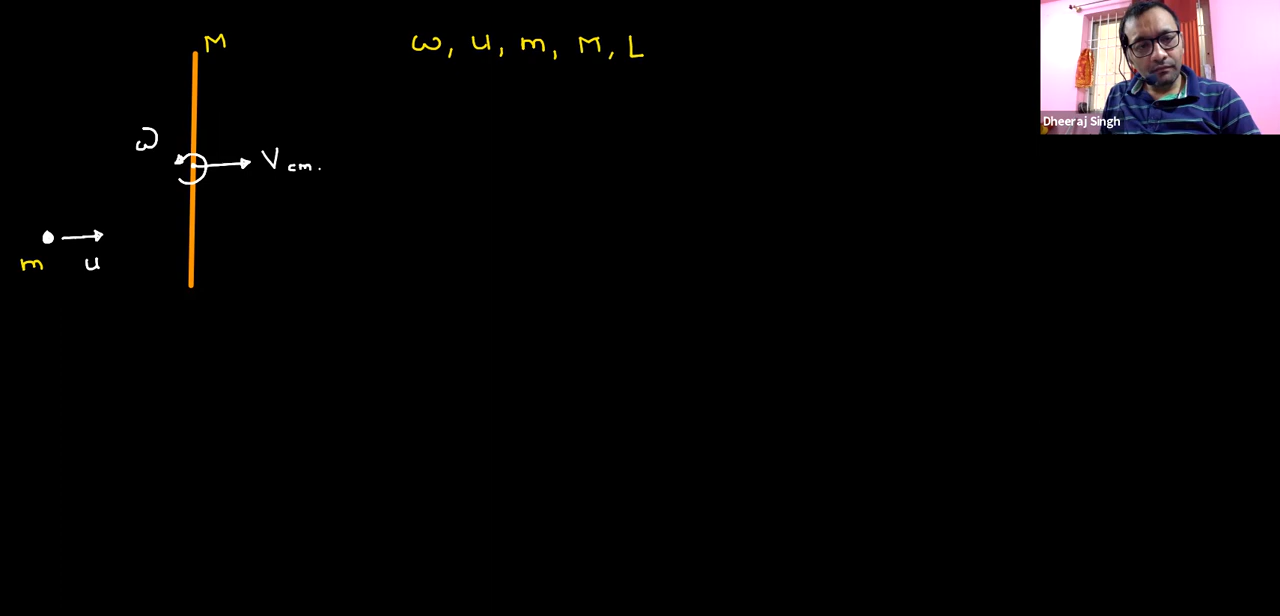 M
ω, u, m, M, L
ω
V cm.
m
u
Dheeraj Singh